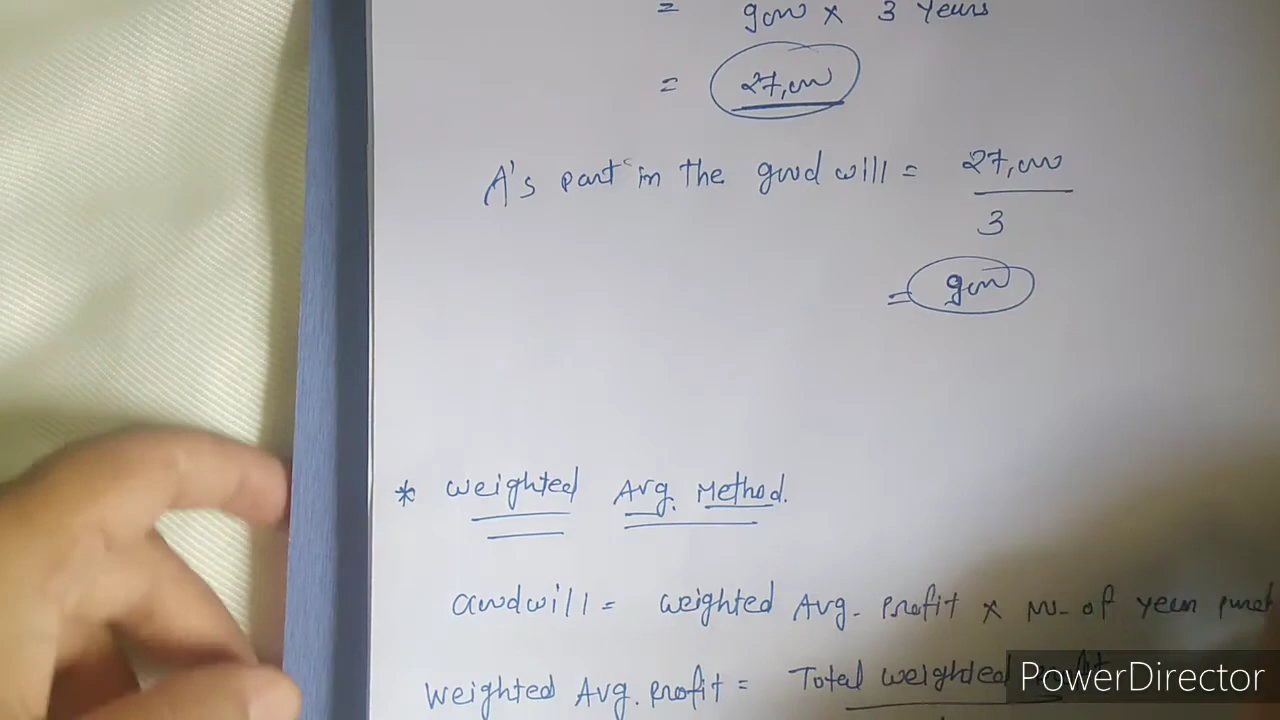 = 9000 x 3 Years
= 27,000
A's part in the goodwill = 27,000
3
= 9000
* Weighted Avg. Method.
Goodwill = Weighted Avg. Profit x No. of Years
Weighted Avg. Profit = Total Weighted
PowerDirector